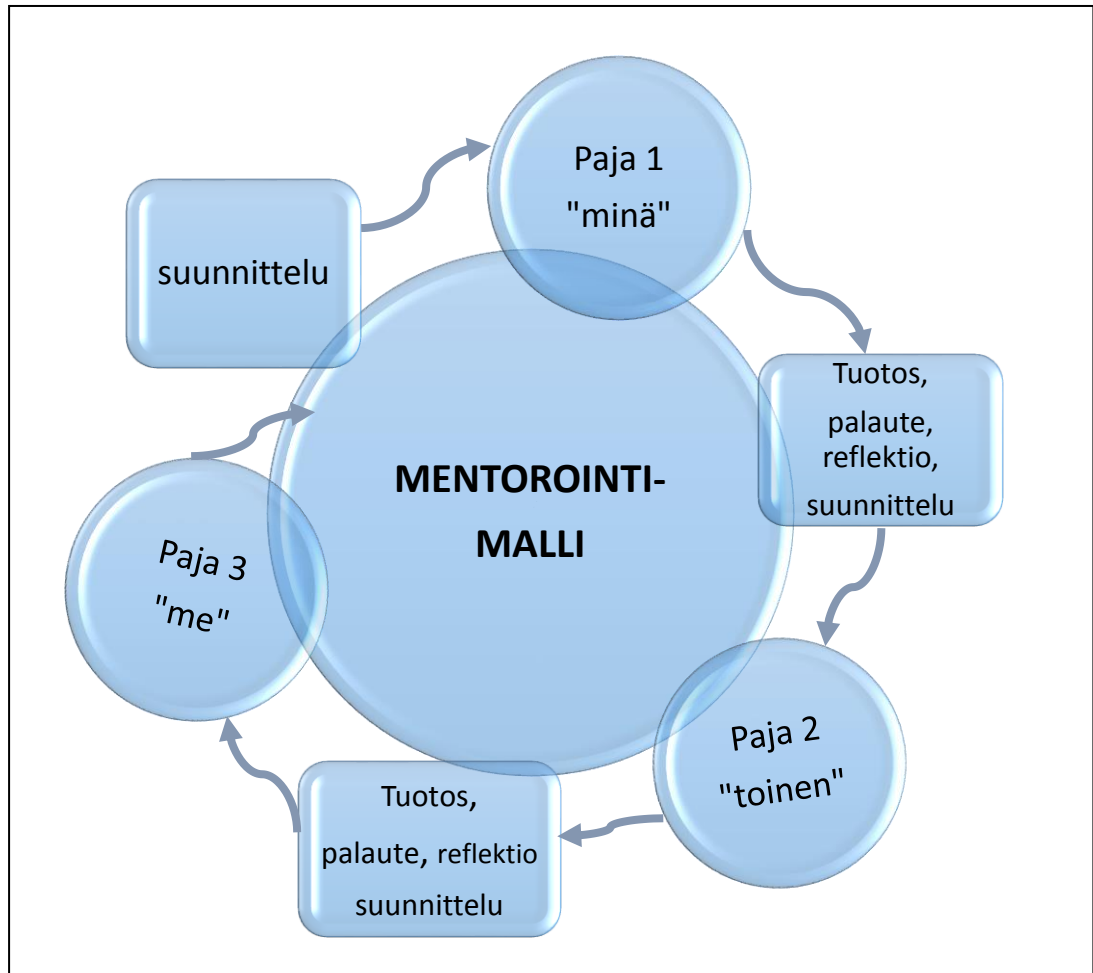 Paja 1
"minä"
suunnittelu
Tuotos,
palaute,
reflektio,
suunnittelu
MENTOROINTI-
MALLI
Paja 3
"me"
Paja 2
"toinen"
Tuotos,
palaute, reflektio
suunnittelu